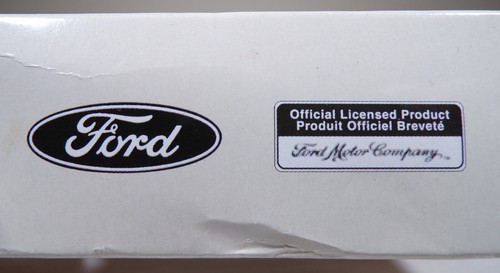 Ford
Official Licensed Product
Produit Officiel Breveté
Ford Motor Company